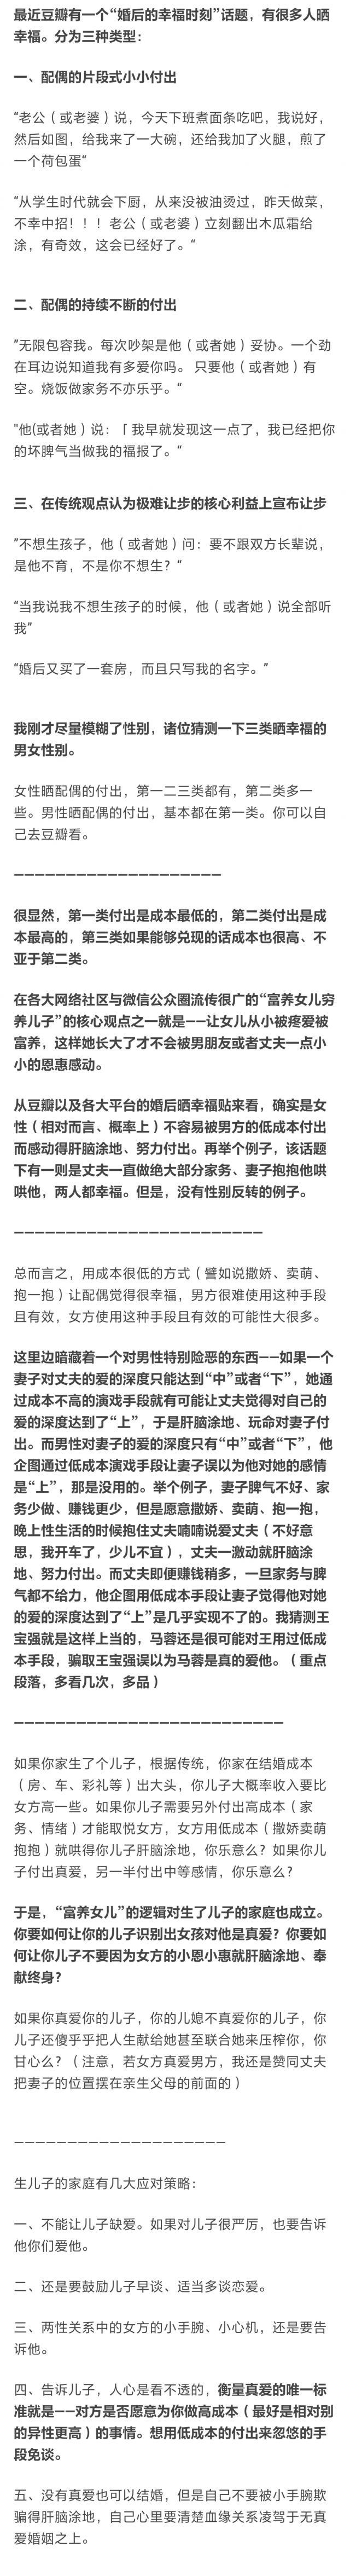 最近豆瓣有一个“婚后的幸福时刻”话题，有很多人晒
幸福。分为三种类型：
一、配偶的片段式小小付出
“老公（或老婆）说，今天下班煮面条吃吧，我说好，
然后如图，给我来了一大碗，还给我加了火腿，煎了
一个荷包蛋“
“从学生时代就会下厨，从来没被油烫过，昨天做菜，
不幸中招！！！老公（或老婆）立刻翻出木瓜霜给
涂，有奇效，这会已经好了。“
二、配偶的持续不断的付出
”无限包容我。每次吵架是他（或者她）妥协。一个劲
在耳边说知道我有多爱你吗。 只要他（或者她）有
空。烧饭做家务不亦乐乎。“
"他(或者她）说：「 我早就发现这一点了，我已经把你
的坏脾气当做我的福报了。“
三、在传统观点认为极难让步的核心利益上宣布让步
”不想生孩子，他（或者她）问：要不跟双方长辈说，
是他不育，不是你不想生？“
“当我说我不想生孩子的时候，他（或者她）说全部听
我”
“婚后又买了一套房，而且只写我的名字。”
我刚才尽量模糊了性别，诸位猜测一下三类晒幸福的
男女性别。
女性晒配偶的付出，第一二三类都有，第二类多一
些。男性晒配偶的付出，基本都在第一类。你可以自
己去豆瓣看。
————————————————————
很显然，第一类付出是成本最低的，第二类付出是成
本最高的，第三类如果能够兑现的话成本也很高、不
亚于第二类。
在各大网络社区与微信公众圈流传很广的“富养女儿穷
养儿子”的核心观点之一就是——让女儿从小被疼爱被
富养，这样她长大了才不会被男朋友或者丈夫一点小
小的恩惠感动。
从豆瓣以及各大平台的婚后晒幸福贴来看，确实是女
性（相对而言、概率上）不容易被男方的低成本付出
而感动得肝脑涂地、努力付出。再举个例子，该话题
下有一则是丈夫一直做绝大部分家务、妻子抱抱他哄
哄他，两人都幸福。但是，没有性别反转的例子。
————————————————————————
总而言之，用成本很低的方式（譬如说撒娇、卖萌、
抱一抱）让配偶觉得很幸福，男方很难使用这种手段
且有效，女方使用这种手段且有效的可能性大很多。
这里边暗藏着一个对男性特别险恶的东西——如果一个
妻子对丈夫的爱的深度只能达到“中”或者“下”，她通
过成本不高的演戏手段就有可能让丈夫觉得对自己的
爱的深度达到了“上”，于是肝脑涂地、玩命对妻子付
出。而男性对妻子的爱的深度只有“中”或者“下”，他
企图通过低成本演戏手段让妻子误以为他对她的感情
是“上”，那是没用的。举个例子，妻子脾气不好、家
务少做、赚钱更少，但是愿意撒娇、卖萌、抱一抱，
晚上性生活的时候抱住丈夫喃喃说爱丈夫（不好意
思，我开车了，少儿不宜），丈夫一激动就肝脑涂
地、努力付出。而丈夫即便赚钱稍多，一旦家务与脾
气都不给力，他企图用低成本手段让妻子觉得他对她
的爱的深度达到了“上”是几乎实现不了的。我猜测王
宝强就是这样上当的，马蓉还是很可能对王用过低成
本手段，骗取王宝强误以为马蓉是真的爱他。（重点
段落，多看几次，多品）
——————————————————————————
如果你家生了个儿子，根据传统，你家在结婚成本
（房、车、彩礼等）出大头，你儿子大概率收入要比
女方高一些。如果你儿子需要另外付出高成本（家
务、情绪）才能取悦女方，女方用低成本（撒娇卖萌
抱抱）就哄得你儿子肝脑涂地，你乐意么？如果你儿
子付出真爱，另一半付出中等感情，你乐意么？
于是，“富养女儿”的逻辑对生了儿子的家庭也成立。
你要如何让你的儿子识别出女孩对他是真爱？你要如
何让你儿子不要因为女方的小恩小惠就肝脑涂地、奉
献终身？
如果你真爱你的儿子，你的儿媳不真爱你的儿子，你
儿子还傻乎乎把人生献给她甚至联合她来压榨你，你
甘心么？（注意，若女方真爱男方，我还是赞同丈夫
把妻子的位置摆在亲生父母的前面的）
————————————————————
生儿子的家庭有几大应对策略：
一、不能让儿子缺爱。如果对儿子很严厉，也要告诉
他你们爱他。
二、还是要鼓励儿子早谈、适当多谈恋爱。
三、两性关系中的女方的小手腕、小心机，还是要告
诉他。
四、告诉儿子，人心是看不透的，衡量真爱的唯一标
准就是——对方是否愿意为你做高成本（最好是相对别
的异性更高）的事情。想用低成本的付出来忽悠的手
段免谈。
五、没有真爱也可以结婚，但是自己不要被小手腕欺
骗得肝脑涂地，自己心里要清楚血缘关系凌驾于无真
爱婚姻之上。